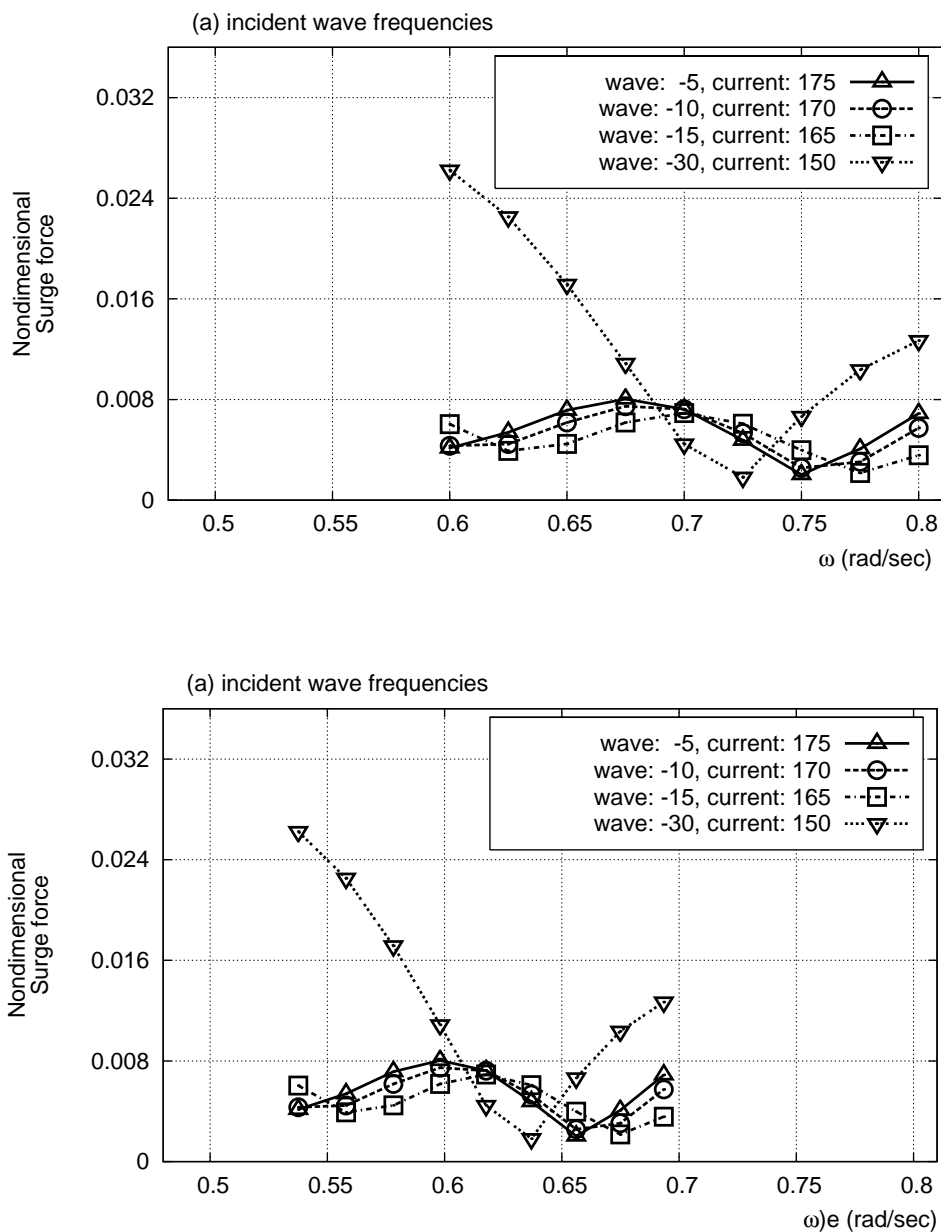 (a) incident wave frequencies
wave: -5, current: 175
wave: -10, current: 170
wave: -15, current: 165
wave: -30, current: 150
Nondimensional
Surge force
0.032
0.024
0.016
0.008
0
0.5 0.55 0.6 0.65 0.7 0.75 0.8
ω (rad/sec)
(a) incident wave frequencies
wave: -5, current: 175
wave: -10, current: 170
wave: -15, current: 165
wave: -30, current: 150
Nondimensional
Surge force
0.032
0.024
0.016
0.008
0
0.5 0.55 0.6 0.65 0.7 0.75 0.8
ω)e (rad/sec)